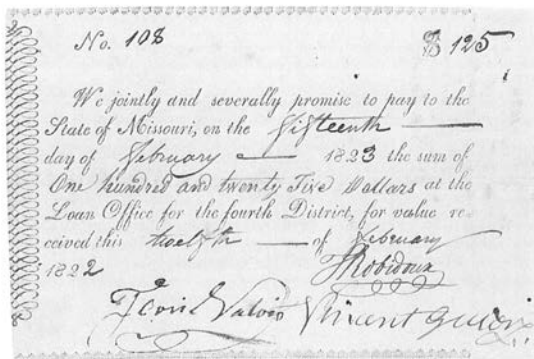 No. 108 $ 125
We jointly and severally promise to pay to the
State of Missouri, on the fifteenth
day of february 1823 the sum of
One hundred and twenty Five Dollars at the
Loan Office for the fourth District, for value re
ceived this twelfth of february
1822
J Robidoux